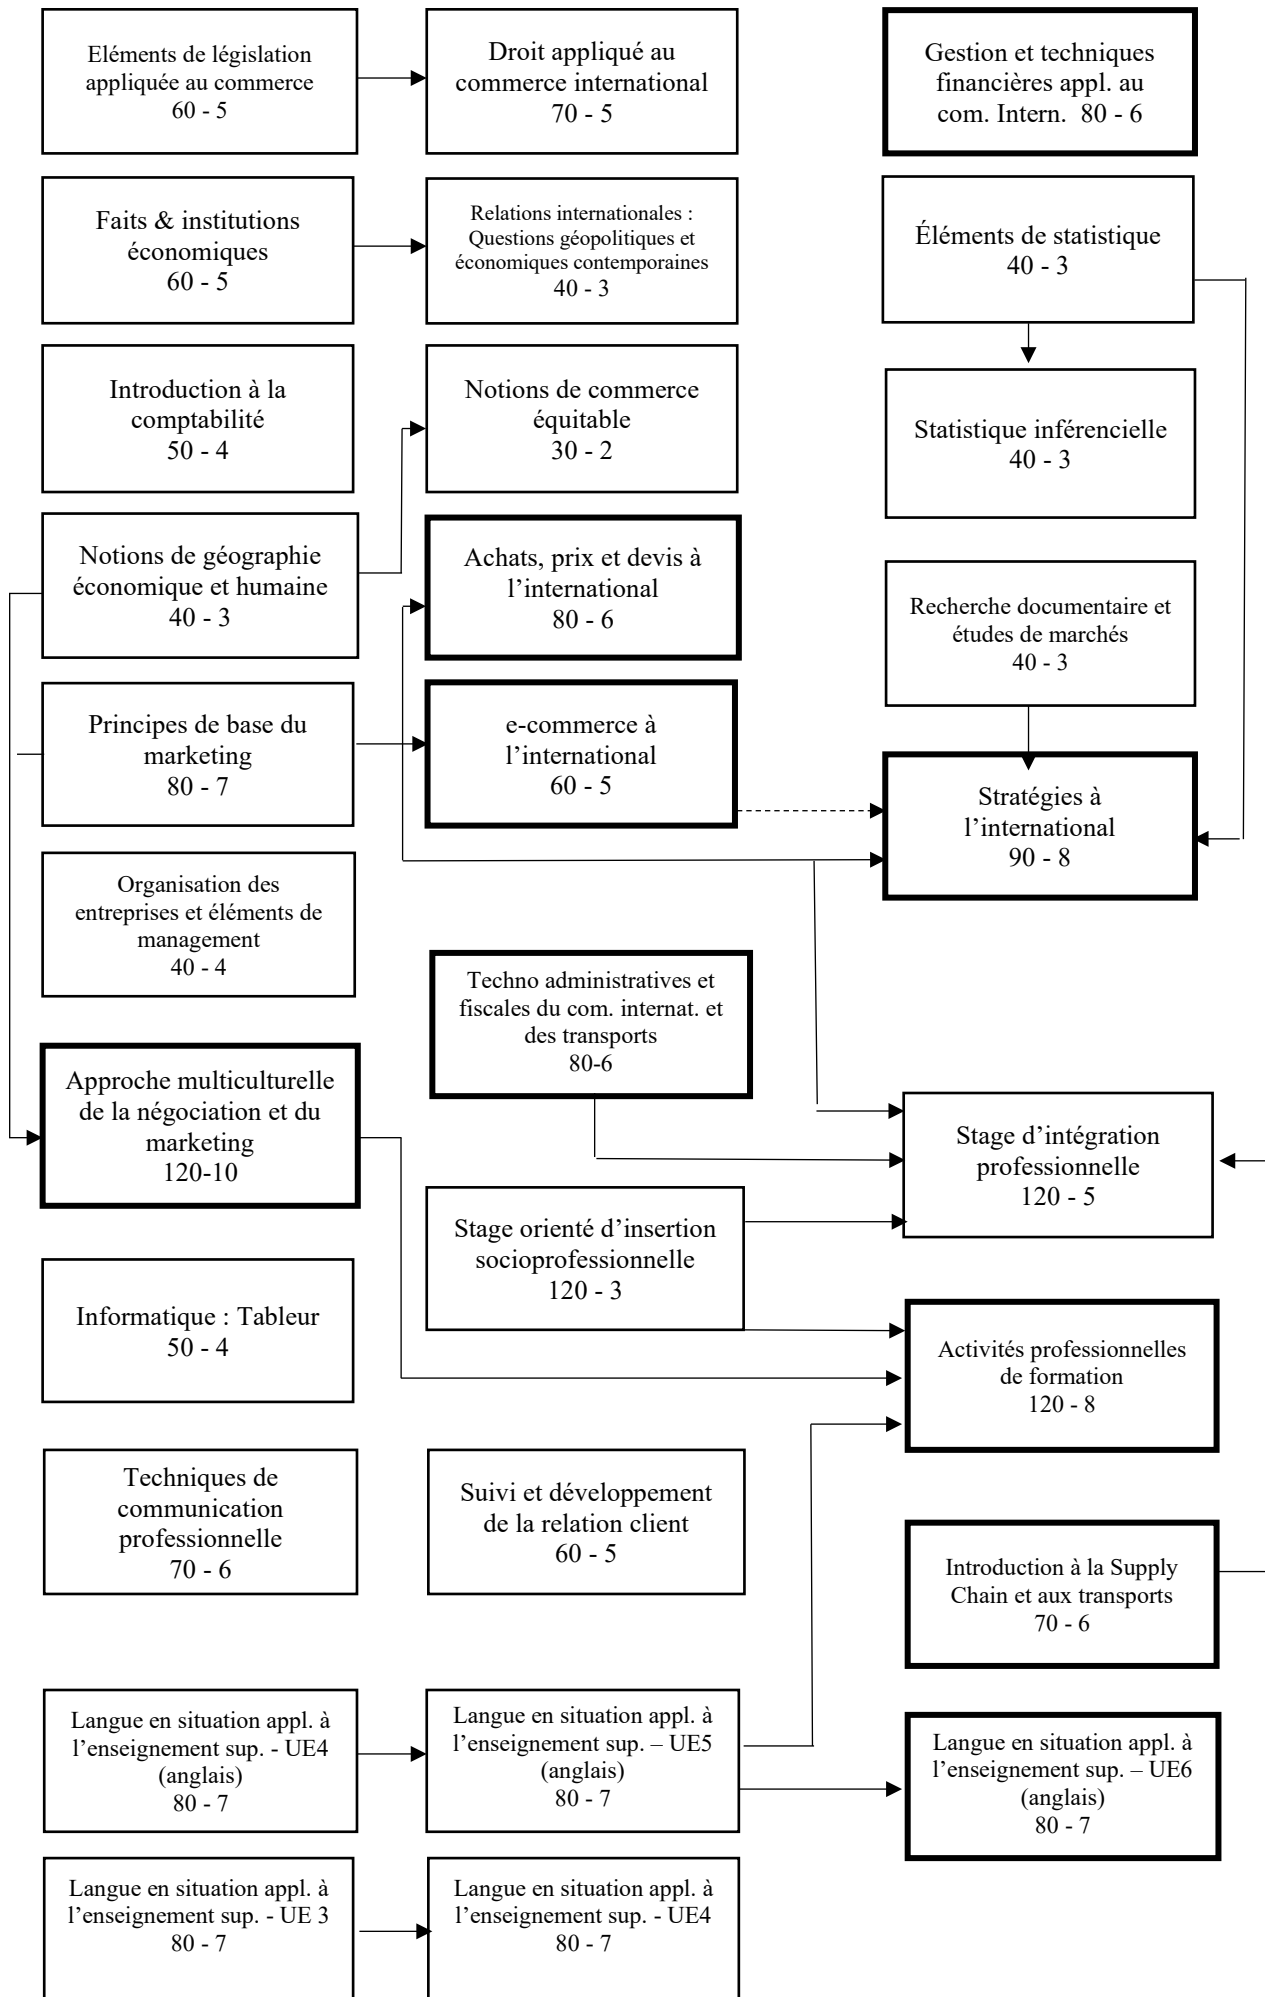 Eléments de législation
appliquée au commerce
60 - 5
Droit appliqué au
commerce international
70 - 5
Gestion et techniques
financières appl. au
com. Intern.  80 - 6
Faits & institutions
économiques
60 - 5
Relations internationales :
Questions géopolitiques et
économiques contemporaines
40 - 3
Éléments de statistique
40 - 3
Introduction à la
comptabilité
50 - 4
Notions de commerce
équitable
30 - 2
Statistique inférencielle
40 - 3
Notions de géographie
économique et humaine
40 - 3
Achats, prix et devis à
l’international
80 - 6
Recherche documentaire et
études de marchés
40 - 3
Principes de base du
marketing
80 - 7
e-commerce à
l’international
60 - 5
Stratégies à
l’international
90 - 8
Organisation des
entreprises et éléments de
management
40 - 4
Techno administratives et
fiscales du com. internat. et
des transports
80-6
Approche multiculturelle
de la négociation et du
marketing
120-10
Stage d’intégration
professionnelle
120 - 5
Stage orienté d’insertion
socioprofessionnelle
120 - 3
Informatique : Tableur
50 - 4
Activités professionnelles
de formation
120 - 8
Techniques de
communication
professionnelle
70 - 6
Suivi et développement
de la relation client
60 - 5
Introduction à la Supply
Chain et aux transports
70 - 6
Langue en situation appl. à
l’enseignement sup. - UE4
(anglais)
80 - 7
Langue en situation appl. à
l’enseignement sup. – UE5
(anglais)
80 - 7
Langue en situation appl. à
l’enseignement sup. – UE6
(anglais)
80 - 7
Langue en situation appl. à
l’enseignement sup. - UE 3
80 - 7
Langue en situation appl. à
l’enseignement sup. - UE4
80 - 7